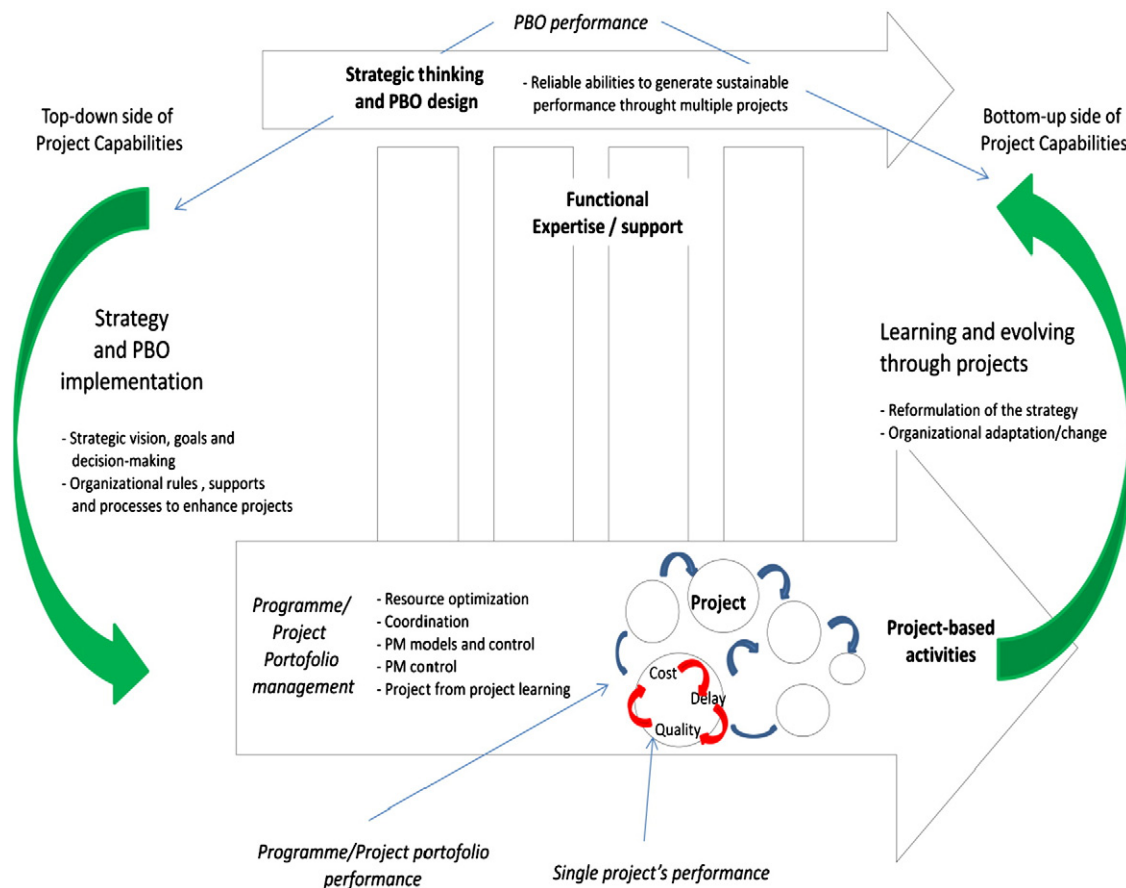 PBO performance
Strategic thinking
and PBO design
- Reliable abilities to generate sustainable
performance throught multiple projects
Top-down side of
Project Capabilities
Bottom-up side of
Project Capabilities
Functional
Expertise / support
Strategy
and PBO
implementation
- Strategic vision, goals and
decision-making
- Organizational rules , supports
and processes to enhance projects
Learning and evolving
through projects
- Reformulation of the strategy
- Organizational adaptation/change
Programme/
Project
Portofolio
management
- Resource optimization
- Coordination
- PM models and control
- PM control
- Project from project learning
Project
Cost
Delay
Quality
Project-based
activities
Programme/Project portofolio
performance
Single project's performance